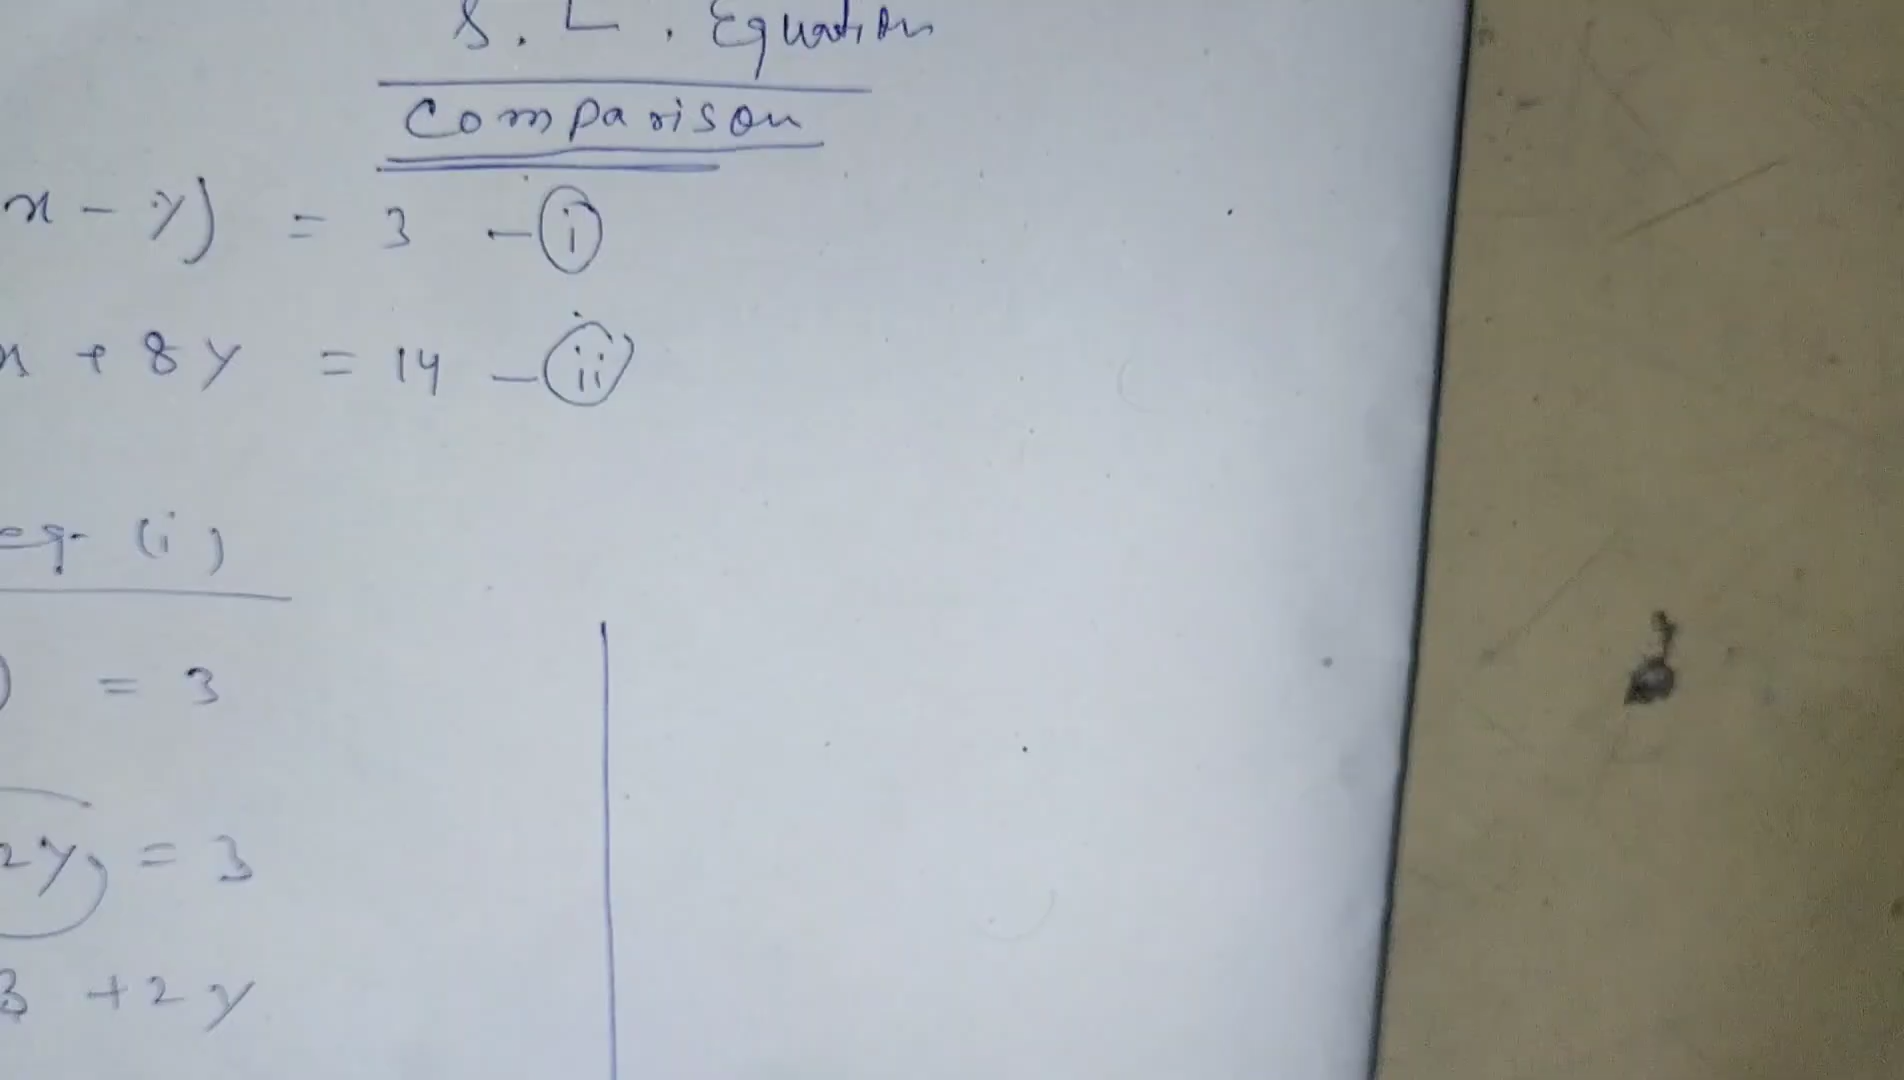 S. L. Equation
Comparison
x - y) = 3 - (i)
x + 8y = 14 - (ii)
eq. (i)
) = 3
2y) = 3
3 + 2y